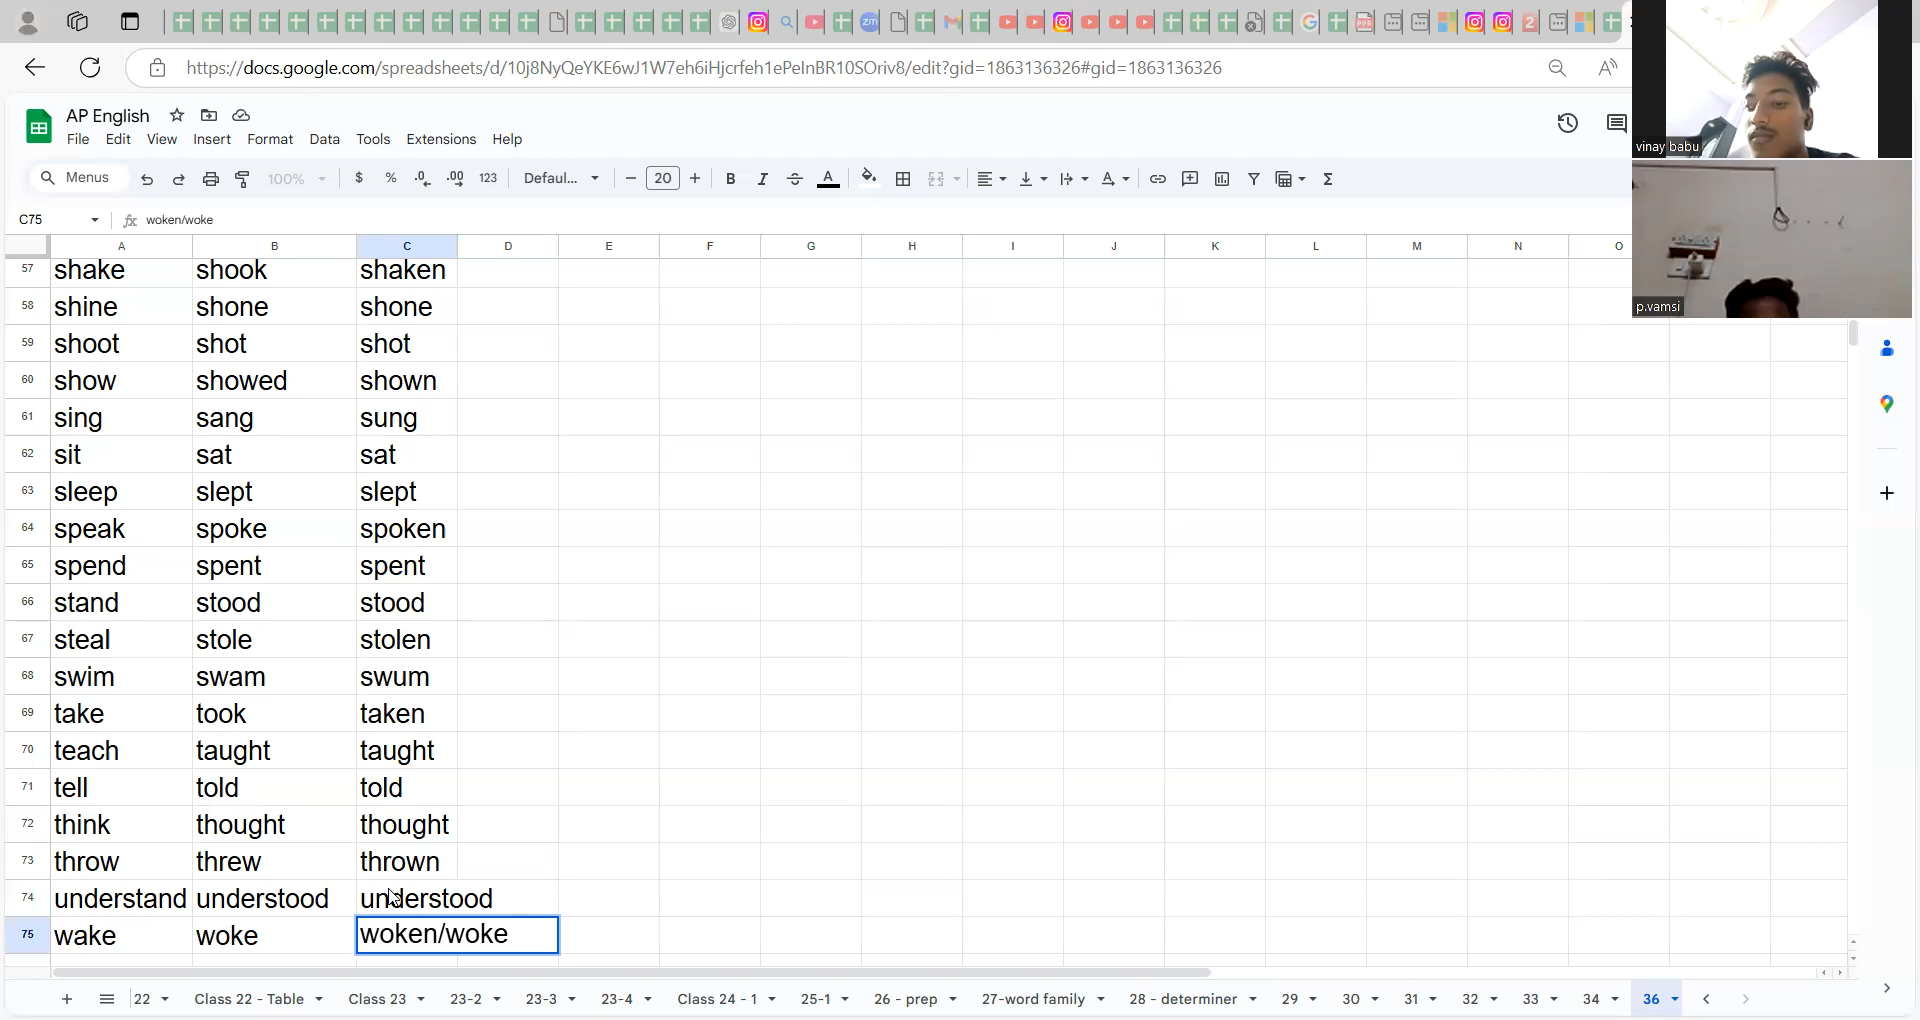 https://docs.google.com/spreadsheets/d/10j8NyQeYKE6wJ1W7eh6iHjcrfeh1ePeInBR10SOriv8/edit?gid=1863136326#gid=1863136326
AP English
File Edit View Insert Format Data Tools Extensions Help
Menus 100% $ % .0 .00 123 Defaul... 20 B I A A Σ
C75 fx woken/woke
A B C D E F G H I J K L M N O
57 shake shook shaken
58 shine shone shone
59 shoot shot shot
60 show showed shown
61 sing sang sung
62 sit sat sat
63 sleep slept slept
64 speak spoke spoken
65 spend spent spent
66 stand stood stood
67 steal stole stolen
68 swim swam swum
69 take took taken
70 teach taught taught
71 tell told told
72 think thought thought
73 throw threw thrown
74 understand understood understood
75 wake woke woken/woke
22 Class 22 - Table Class 23 23-2 23-3 23-4 Class 24 - 1 25-1 26 - prep 27-word family 28 - determiner 29 30 31 32 33 34 36
vinay babu
p.vamsi